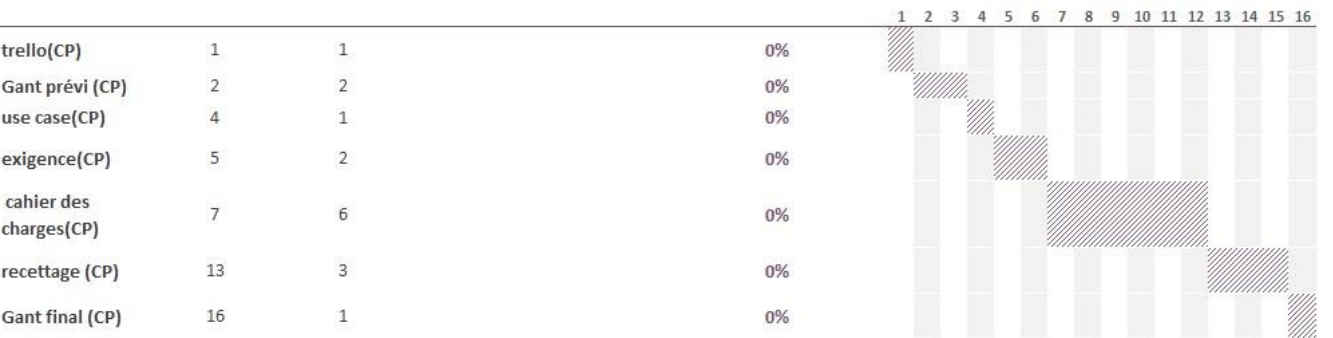 1 2 3 4 5 6 7 8 9 10 11 12 13 14 15 16
trello(CP) 1 1 0%
Gant prévi (CP) 2 2 0%
use case(CP) 4 1 0%
exigence(CP) 5 2 0%
cahier des
charges(CP) 7 6 0%
recettage (CP) 13 3 0%
Gant final (CP) 16 1 0%